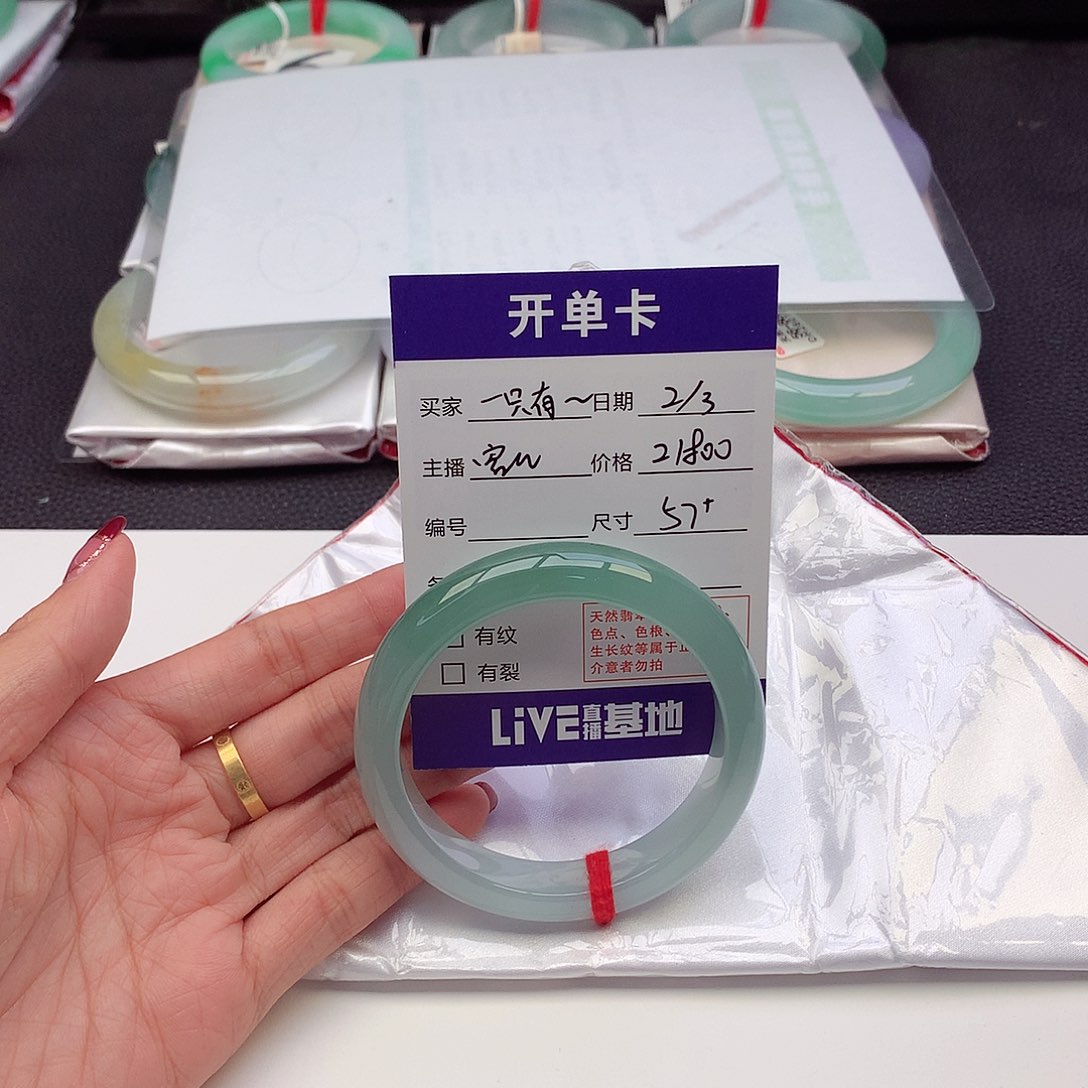 开单卡
买家 一只有~ 日期 2/3
主播 价格 21800
编号 尺寸 57+
有纹
有裂
天然翡
色点、色根、
生长纹等属于正
介意者勿拍
LiVE直播基地